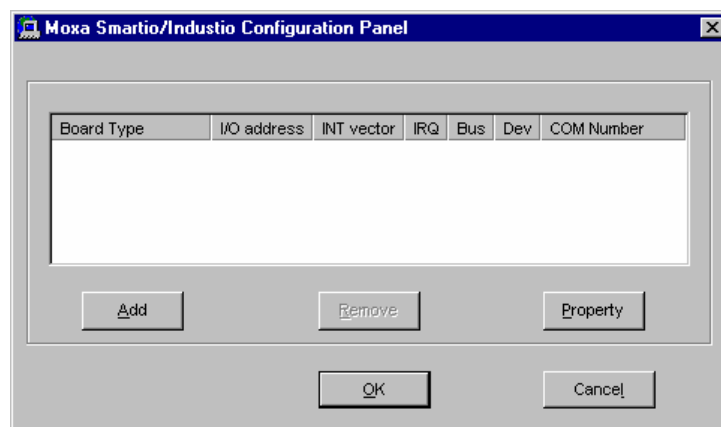 Moxa Smartio/Industio Configuration Panel
Board Type I/O address INT vector IRQ Bus Dev COM Number
Add Remove Property
OK Cancel